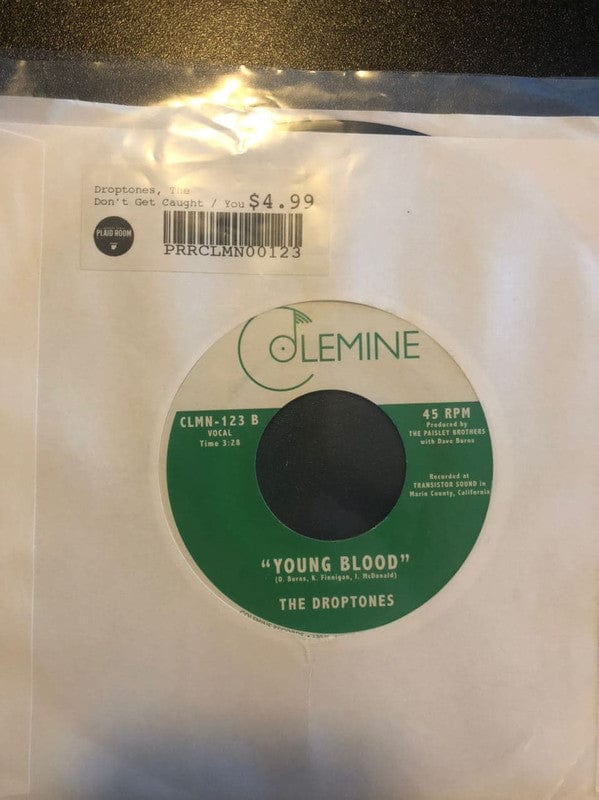 Droptones, The
Don't Get Caught / You $4.99
PLAID ROOM
PRRCLMN00123
COLEMINE
CLMN-123 B
VOCAL
Time 3:28
45 RPM
Produced by
THE PAISLEY BROTHERS
with Dave Burns
Recorded at
TRANSISTOR SOUND in
Marin County, California
"YOUNG BLOOD"
(D. Burns, K. Finnigan, J. McDonald)
THE DROPTONES